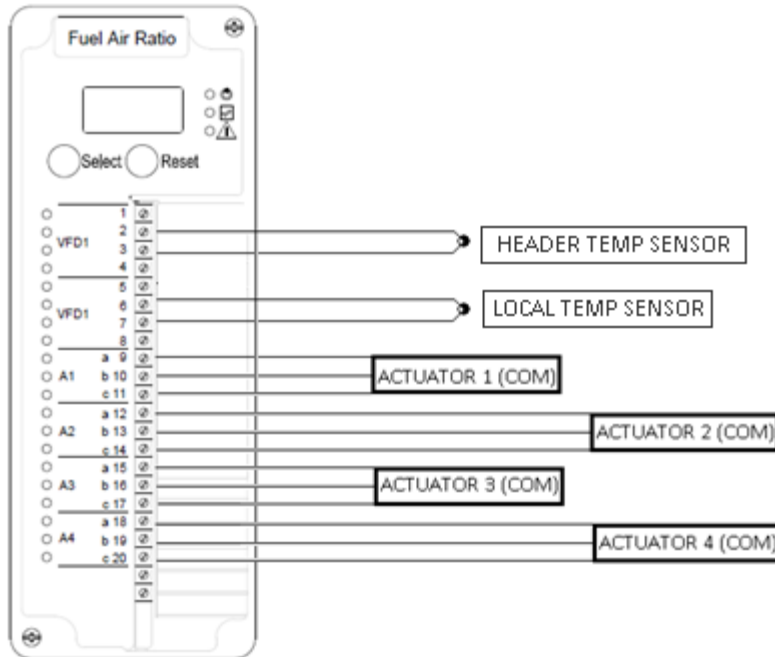 Fuel Air Ratio
Select Reset
1
VFD1 2
3
HEADER TEMP SENSOR
4
5
VFD1 6
7
LOCAL TEMP SENSOR
8
a 9
A1 b 10
c 11
ACTUATOR 1 (COM)
a 12
A2 b 13
c 14
ACTUATOR 2 (COM)
a 15
A3 b 16
c 17
ACTUATOR 3 (COM)
a 18
A4 b 19
c 20
ACTUATOR 4 (COM)